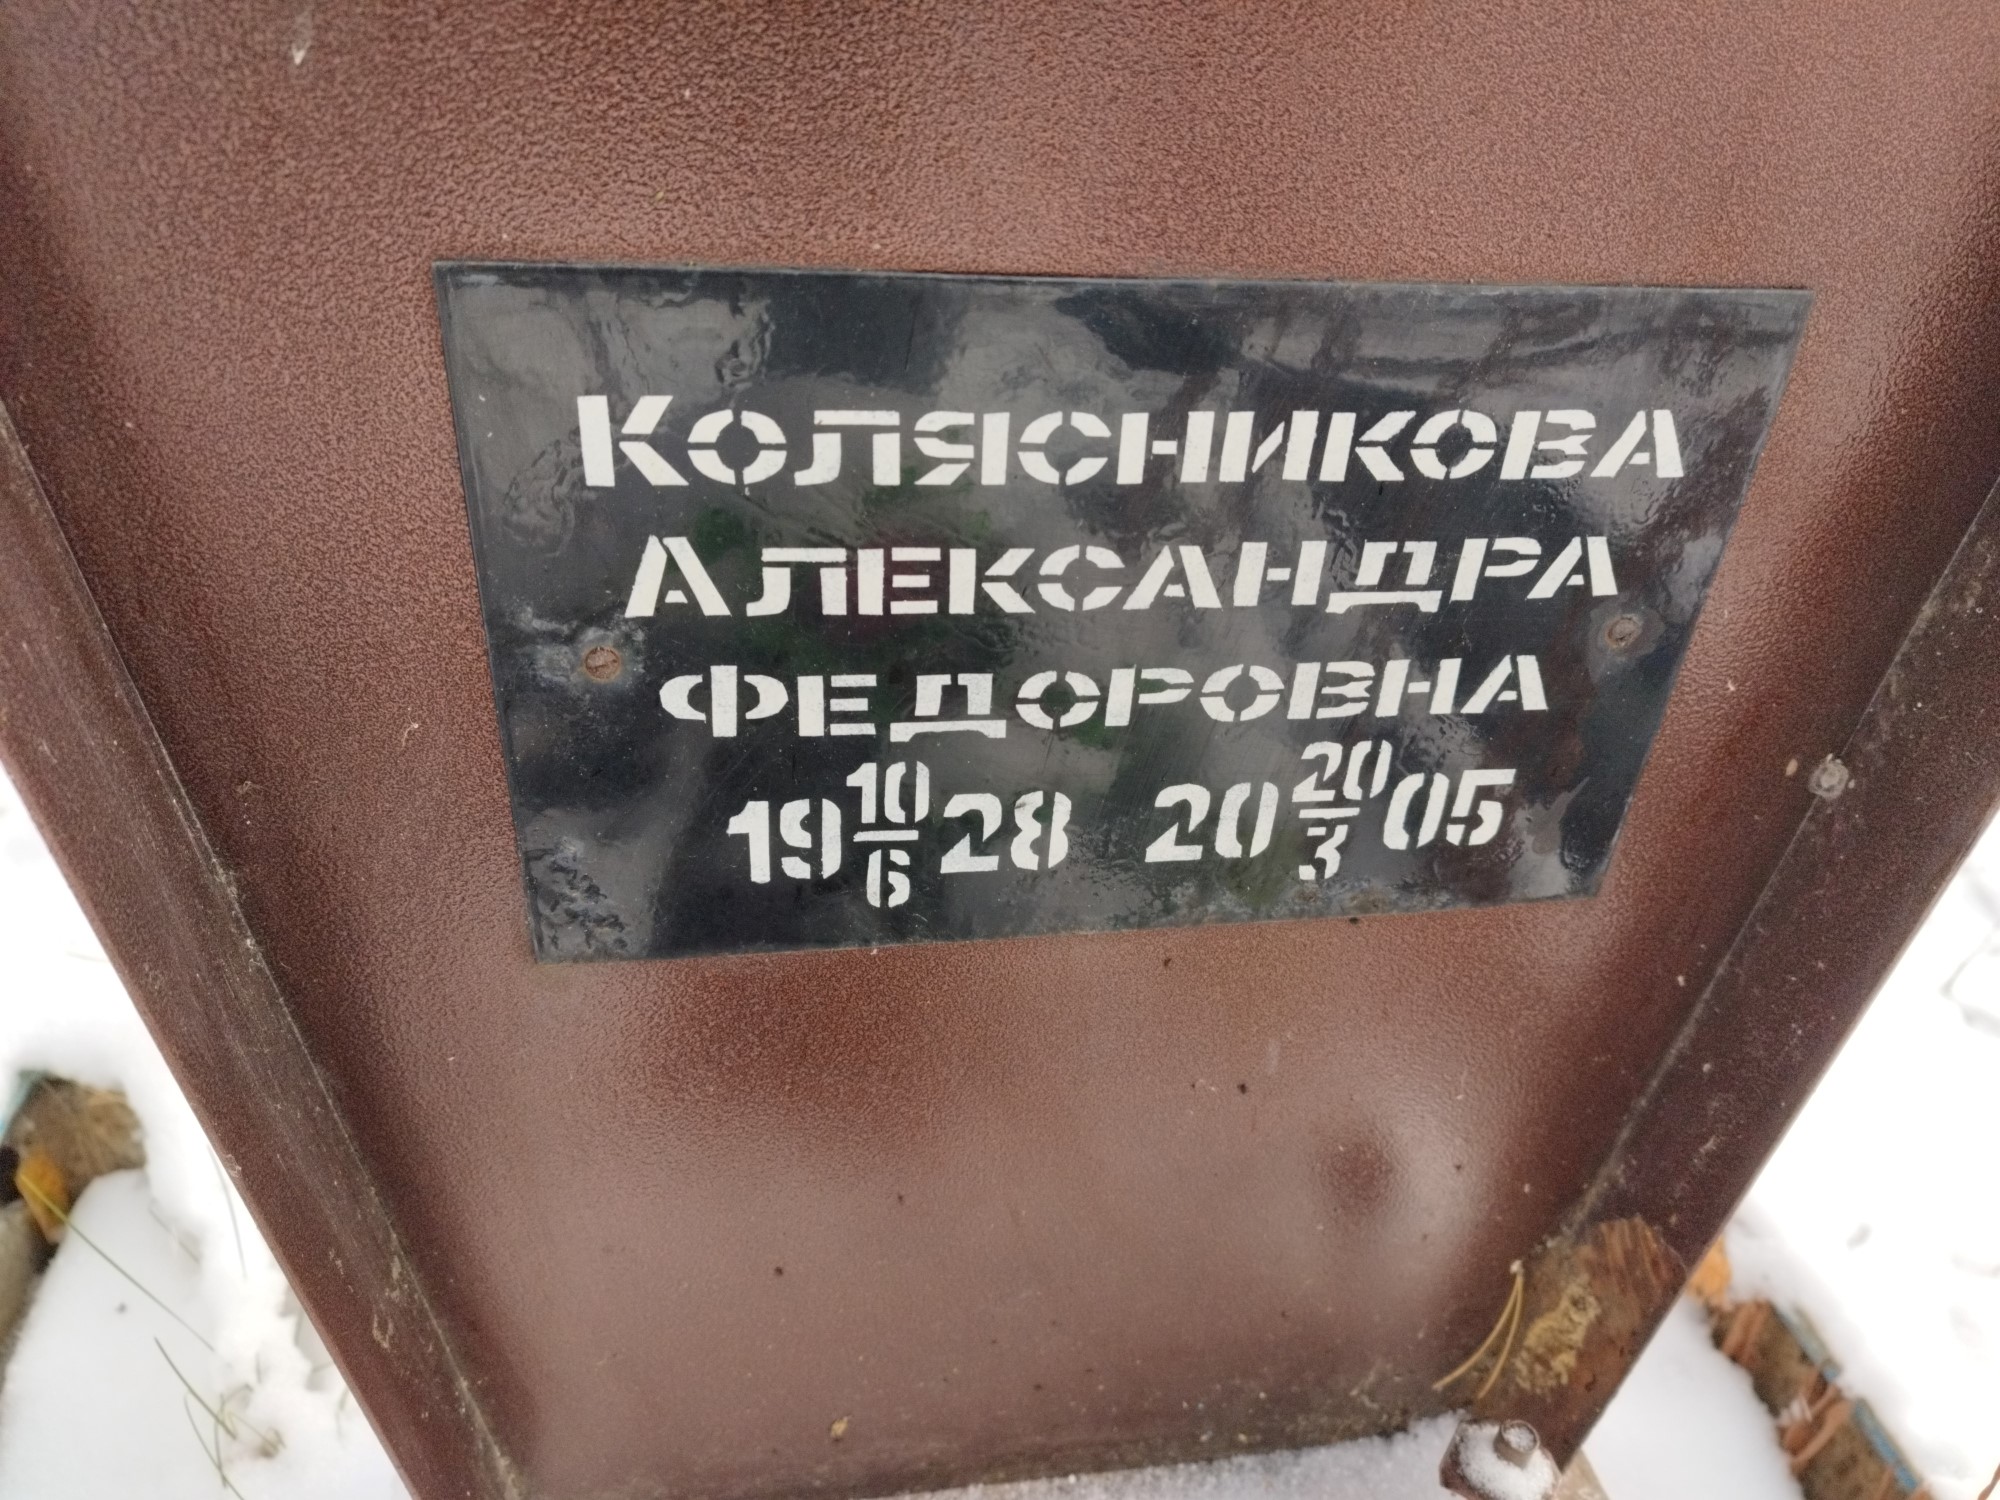 Колясникова
Александра
Федоровна
19 10/6 28 20 20/3 05